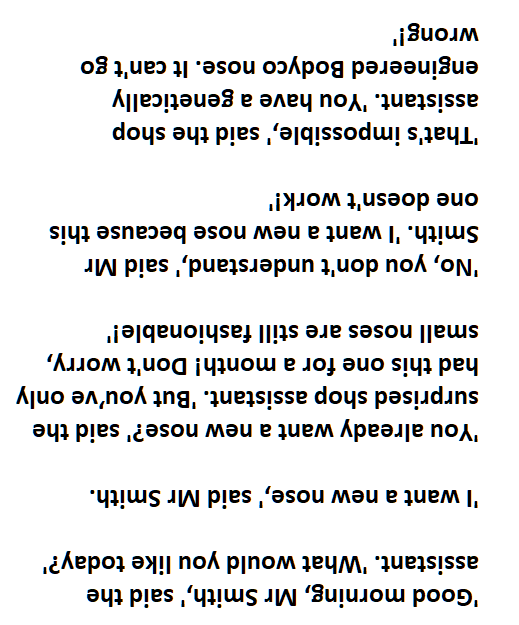 'Good morning, Mr Smith,' said the
assistant. 'What would you like today?'
'I want a new nose,' said Mr Smith.
'You already want a new nose?' said the
surprised shop assistant. 'But you've only
had this one for a month! Don't worry,
small noses are still fashionable!'
'No, you don't understand,' said Mr
Smith. 'I want a new nose because this
one doesn't work!'
'That's impossible,' said the shop
assistant. 'You have a genetically
engineered Bodyco nose. It can't go
wrong!'